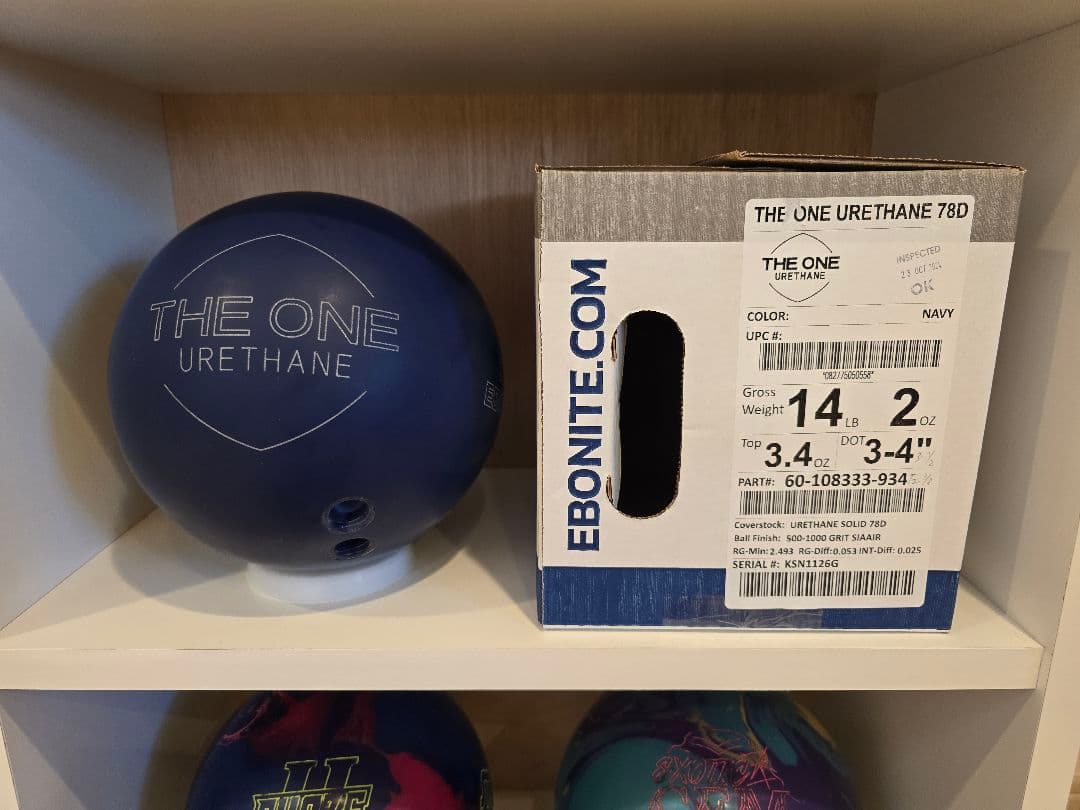 THE ONE
URETHANE
EBONITE.COM
THE ONE URETHANE 78D
THE ONE
URETHANE
INSPECTED
OK
COLOR: NAVY
UPC #:
Gross Weight 14 LB 2 OZ
Top 3.4 OZ DOT 3-4"
PART#: 60-108333-934
Coverstock: URETHANE SOLID 78D
Ball Finish: 500-1000 GRIT SIAAIR
RG-Min: 2.493 RG-Diff: 0.053 INT-Diff: 0.025
SERIAL #: KSN1126G